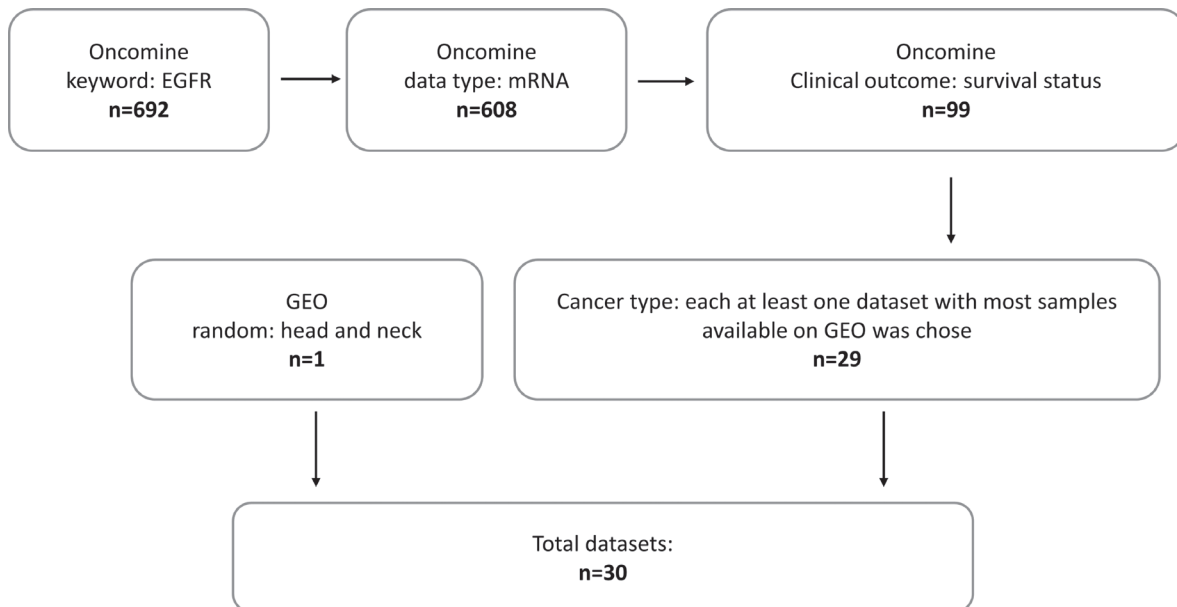 Oncomine
keyword: EGFR
n=692
Oncomine
data type: mRNA
n=608
Oncomine
Clinical outcome: survival status
n=99
GEO
random: head and neck
n=1
Cancer type: each at least one dataset with most samples
available on GEO was chose
n=29
Total datasets:
n=30